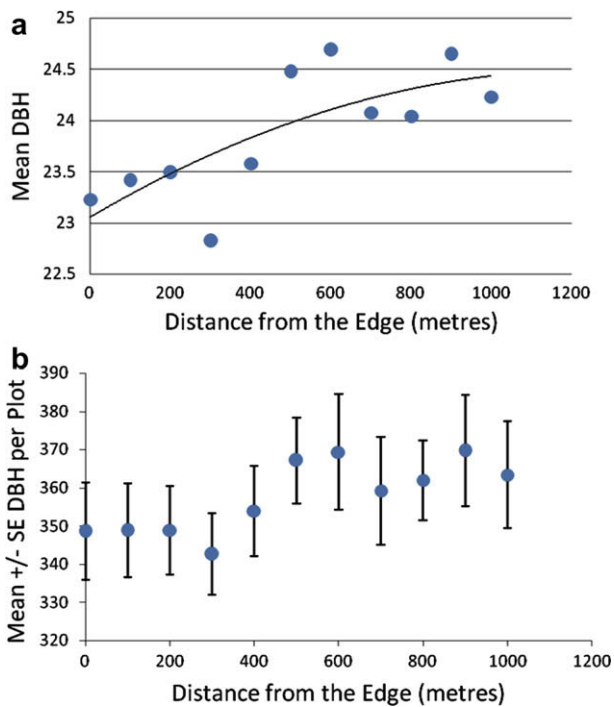 a
25
24.5
24
23.5
23
22.5
Mean DBH
0 200 400 600 800 1000 1200
Distance from the Edge (metres)
b
390
380
370
360
350
340
330
320
Mean +/- SE DBH per Plot
0 200 400 600 800 1000 1200
Distance from the Edge (metres)